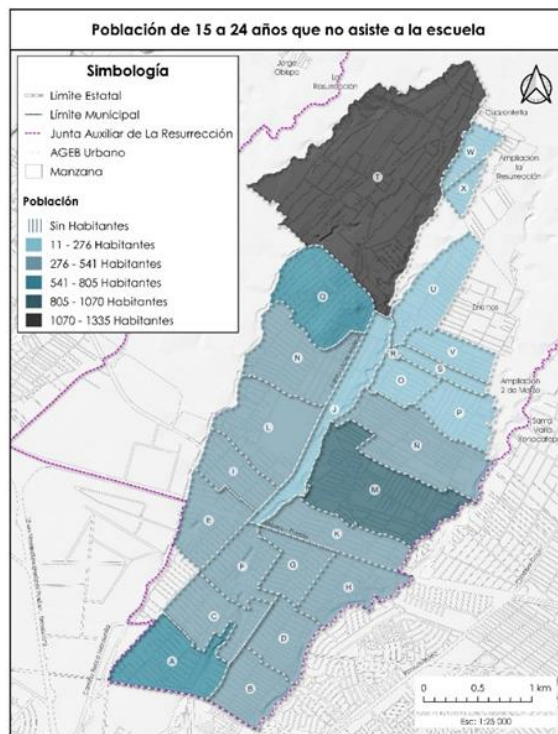 Población de 15 a 24 años que no asiste a la escuela
Simbología
Límite Estatal
Límite Municipal
Junta Auxiliar de La Resurrección
AGEB Urbano
Manzana
Población
Sin Habitantes
11 - 276 Habitantes
276 - 541 Habitantes
541 - 805 Habitantes
805 - 1070 Habitantes
1070 - 1335 Habitantes
Jorge
Obispo
La
Resurrección
Ampliación
la
Resurrección
W
X
T
U
Q
R
V
S
O
P
Ampliación
2 de Marzo
N
J
L
N
I
M
E
K
F
G
H
C
D
A
B
0 0.5 1 km
Esc: 1:25 000